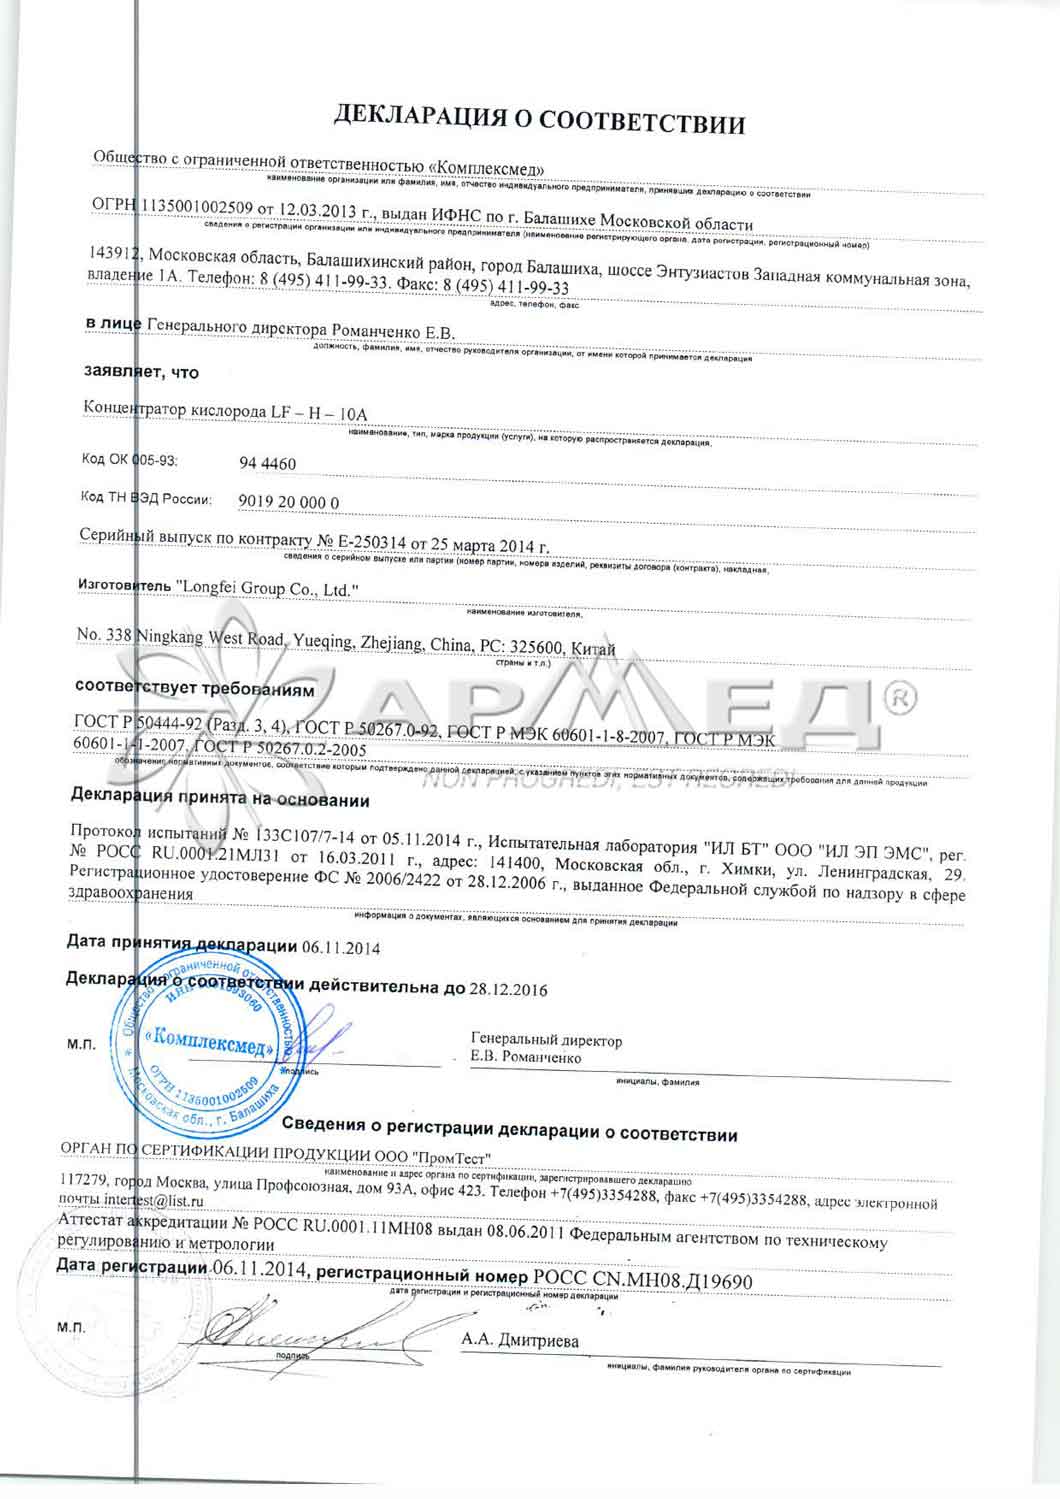 ДЕКЛАРАЦИЯ О СООТВЕТСТВИИ
Общество с ограниченной ответственностью «Комплексмед»
наименование организации или фамилия, имя, отчество индивидуального предпринимателя, принявших декларацию о соответствии
ОГРН 1135001002509 от 12.03.2013 г., выдан ИФНС по г. Балашихе Московской области
сведения о регистрации организации или индивидуального предпринимателя (наименование регистрирующего органа, дата регистрации, регистрационный номер)
143912, Московская область, Балашихинский район, город Балашиха, шоссе Энтузиастов Западная коммунальная зона,
владение 1А. Телефон: 8 (495) 411-99-33. Факс: 8 (495) 411-99-33
адрес, телефон, факс
в лице Генерального директора Романченко Е.В.
должность, фамилия, имя, отчество руководителя организации, от имени которой принимается декларация
заявляет, что
Концентратор кислорода LF – H – 10A
наименование, тип, марка продукции (услуги), на которую распространяется декларация,
Код ОК 005-93: 94 4460
Код ТН ВЭД России: 9019 20 000 0
Серийный выпуск по контракту № E-250314 от 25 марта 2014 г.
сведения о серийном выпуске или партии (номер партии, номера изделий, реквизиты договора (контракта), накладная,
Изготовитель "Longfei Group Co., Ltd."
наименование изготовителя,
No. 338 Ningkang West Road, Yueqing, Zhejiang, China, PC: 325600, Китай
страны и т.п.)
АРМЕД®
соответствует требованиям
ГОСТ Р 50444-92 (Разд. 3, 4), ГОСТ Р 50267.0-92, ГОСТ Р МЭК 60601-1-8-2007, ГОСТ Р МЭК
60601-1-1-2007, ГОСТ Р 50267.0.2-2005
обозначение нормативных документов, соответствие которым подтверждено данной декларацией, с указанием пунктов этих нормативных документов, содержащих требования для данной продукции
NON PROGREDI, EST REGREDI
Декларация принята на основании
Протокол испытаний № 133С107/7-14 от 05.11.2014 г., Испытательная лаборатория "ИЛ БТ" ООО "ИЛ ЭП ЭМС", рег.
№ РОСС RU.0001.21МЛ31 от 16.03.2011 г., адрес: 141400, Московская обл., г. Химки, ул. Ленинградская, 29.
Регистрационное удостоверение ФС № 2006/2422 от 28.12.2006 г., выданное Федеральной службой по надзору в сфере
здравоохранения
информация о документах, являющихся основанием для принятия декларации
Дата принятия декларации 06.11.2014
Декларация о соответствии действительна до 28.12.2016
Общество с ограниченной ответственностью
ИНН
«Комплексмед»
ОГРН 1135001002509
Московская обл., г. Балашиха
М.П.
подпись
Генеральный директор
Е.В. Романченко
инициалы, фамилия
Сведения о регистрации декларации о соответствии
ОРГАН ПО СЕРТИФИКАЦИИ ПРОДУКЦИИ ООО "ПромТест"
наименование и адрес органа по сертификации, зарегистрировавшего декларацию
117279, город Москва, улица Профсоюзная, дом 93А, офис 423. Телефон +7(495)3354288, факс +7(495)3354288, адрес электронной
почты intertest@list.ru
Аттестат аккредитации № РОСС RU.0001.11МН08 выдан 08.06.2011 Федеральным агентством по техническому
регулированию и метрологии
Дата регистрации 06.11.2014, регистрационный номер РОСС CN.МН08.Д19690
дата регистрации и регистрационный номер декларации
М.П.
подпись
А.А. Дмитриева
инициалы, фамилия руководителя органа по сертификации